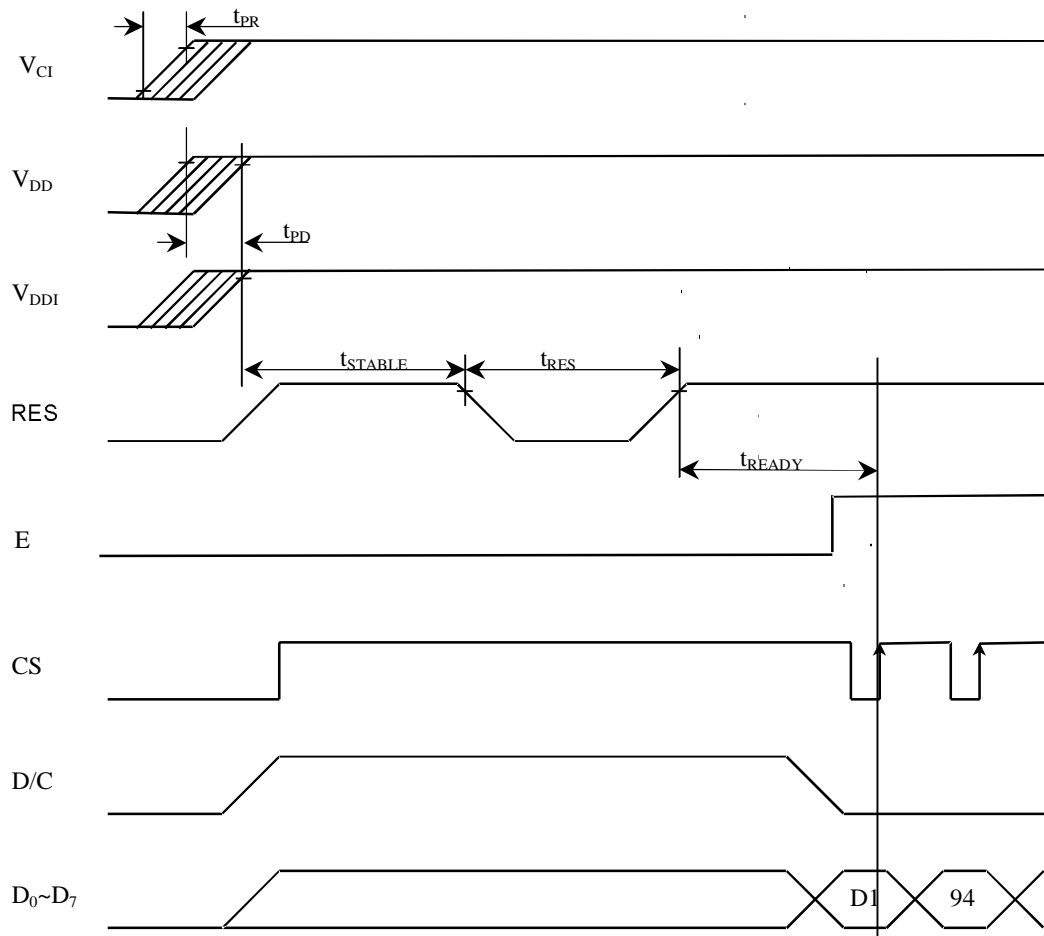 tPR
VCI
VDD
tPD
VDDI
tSTABLE
tRES
RES
tREADY
E
CS
D/C
D0~D7
D1
94